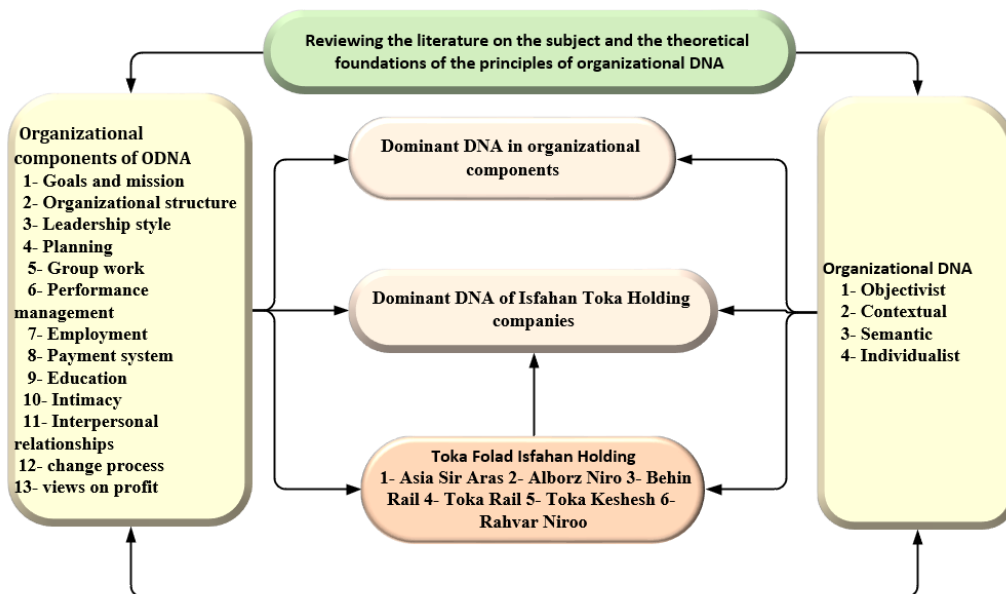 Reviewing the literature on the subject and the theoretical
foundations of the principles of organizational DNA
Organizational
components of ODNA
1- Goals and mission
2- Organizational structure
3- Leadership style
4- Planning
5- Group work
6- Performance
management
7- Employment
8- Payment system
9- Education
10- Intimacy
11- Interpersonal
relationships
12- change process
13- views on profit
Dominant DNA in organizational
components
Dominant DNA of Isfahan Toka Holding
companies
Toka Folad Isfahan Holding
1- Asia Sir Aras 2- Alborz Niro 3- Behin
Rail 4- Toka Rail 5- Toka Keshesh 6-
Rahvar Niroo
Organizational DNA
1- Objectivist
2- Contextual
3- Semantic
4- Individualist